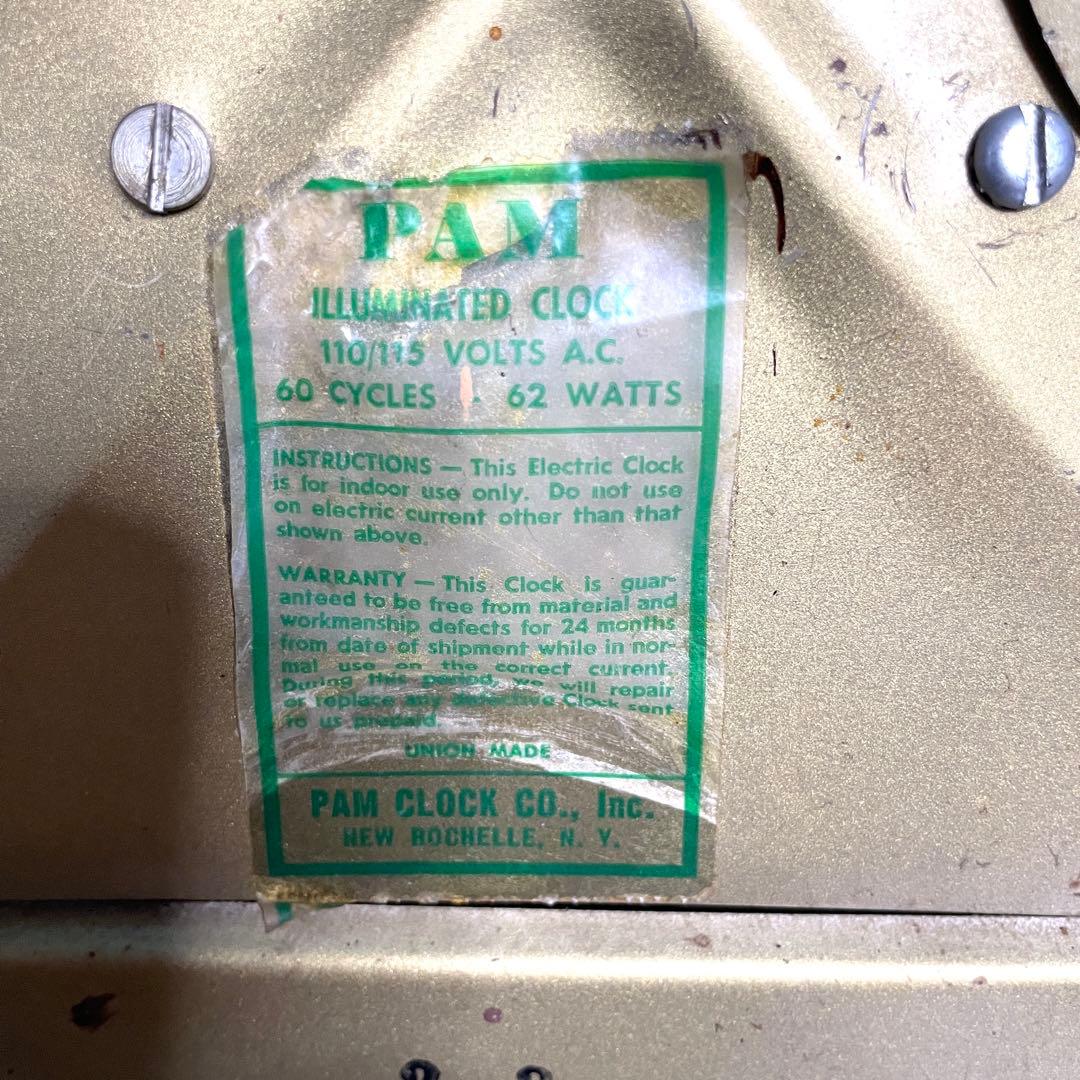 PAM
ILLUMINATED CLOCK
110/115 VOLTS A.C.
60 CYCLES - 62 WATTS
INSTRUCTIONS — This Electric Clock
is for indoor use only. Do not use
on electric current other than that
shown above.
WARRANTY — This Clock is guar-
anteed to be free from material and
workmanship defects for 24 months
from date of shipment while in nor-
mal use on the correct current.
During this period, we will repair
or replace any defective Clock sent
to us prepaid.
UNION MADE
PAM CLOCK CO., Inc.
NEW ROCHELLE, N. Y.